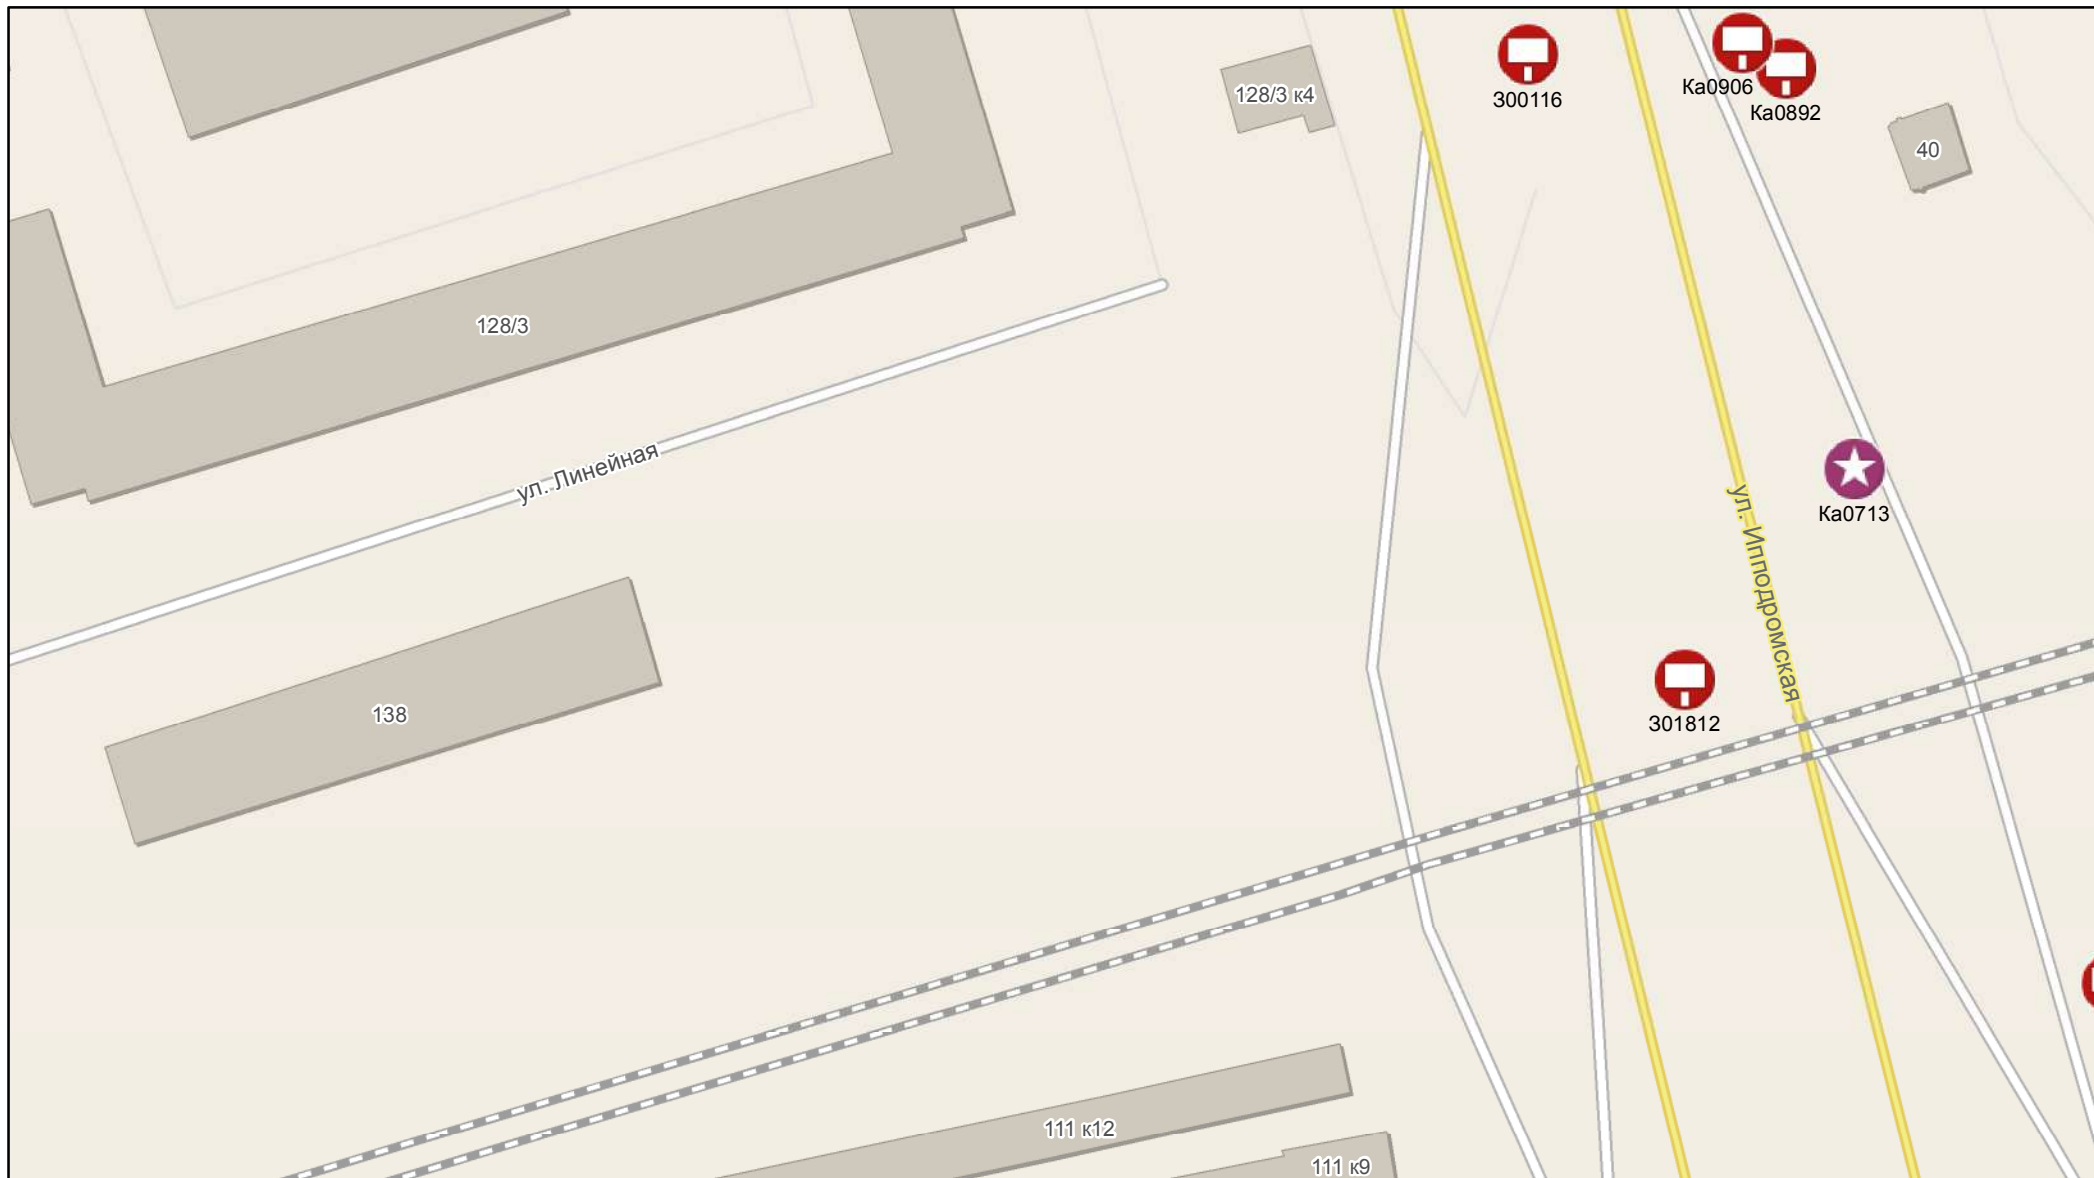 128/3 к4
300116
Ка0906
Ка0892
40
128/3
ул. Линейная
Ка0713
ул. Ипподромская
301812
138
111 к12
111 к9